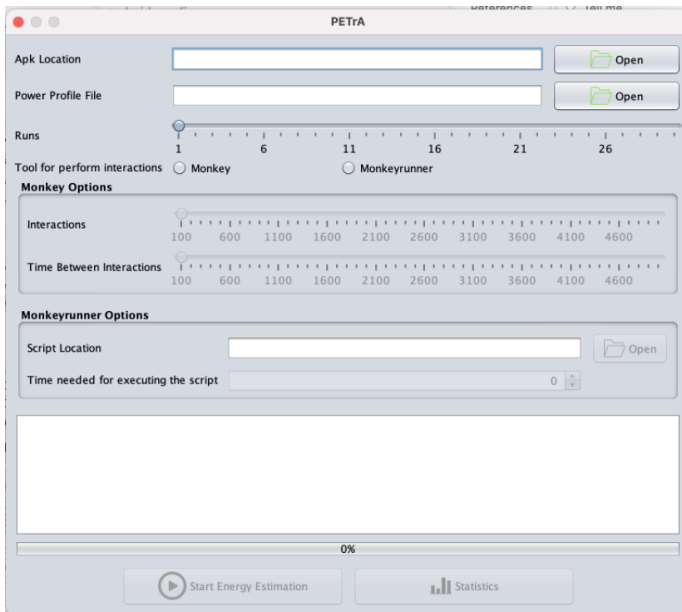 References
Tell me
PETrA
Apk Location
Open
Power Profile File
Open
Runs
1 6 11 16 21 26
Tool for perform interactions Monkey Monkeyrunner
Monkey Options
Interactions
100 600 1100 1600 2100 2600 3100 3600 4100 4600
Time Between Interactions
100 600 1100 1600 2100 2600 3100 3600 4100 4600
Monkeyrunner Options
Script Location
Open
Time needed for executing the script 0
0%
Start Energy Estimation Statistics